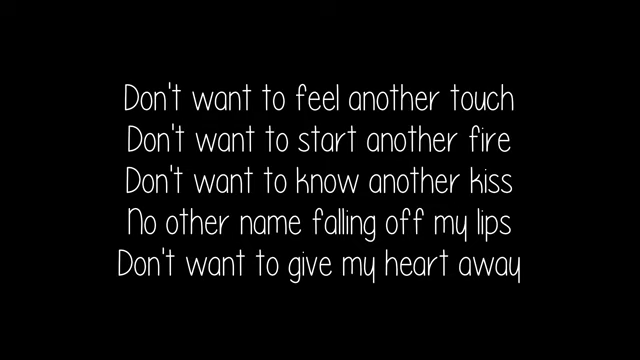 Don't want to feel another touch
Don't want to start another fire
Don't want to know another kiss
No other name falling off my lips
Don't want to give my heart away